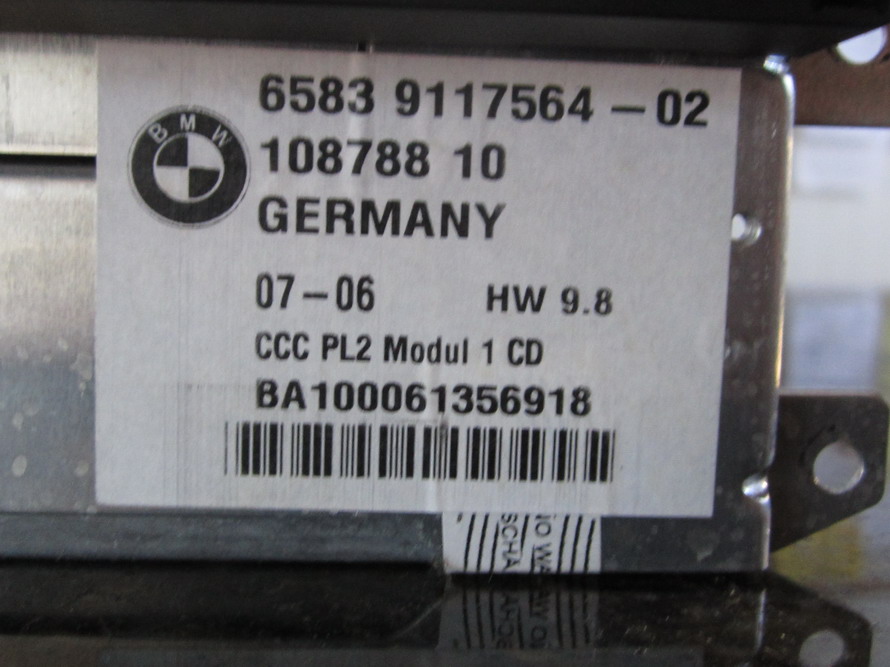 BMW
6583 9117564 – 02
108788 10
GERMANY
07 – 06 HW 9.8
CCC PL2 Modul 1 CD
BA100061356918